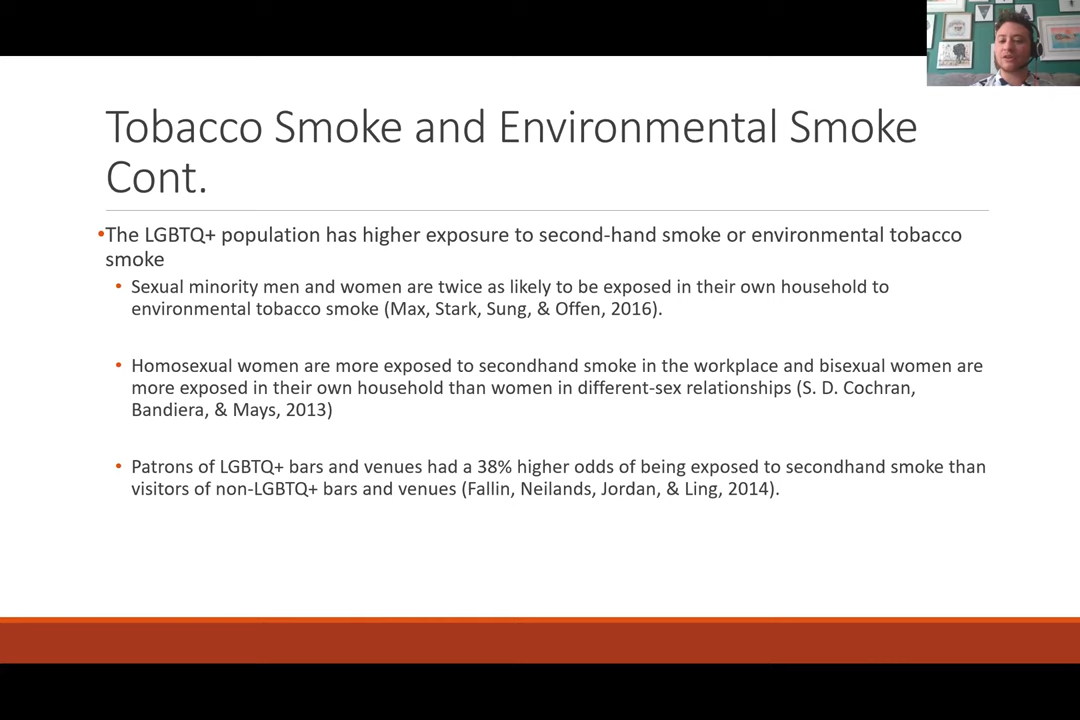 Tobacco Smoke and Environmental Smoke
Cont.
•The LGBTQ+ population has higher exposure to second-hand smoke or environmental tobacco
smoke
• Sexual minority men and women are twice as likely to be exposed in their own household to
environmental tobacco smoke (Max, Stark, Sung, & Offen, 2016).
• Homosexual women are more exposed to secondhand smoke in the workplace and bisexual women are
more exposed in their own household than women in different-sex relationships (S. D. Cochran,
Bandiera, & Mays, 2013)
• Patrons of LGBTQ+ bars and venues had a 38% higher odds of being exposed to secondhand smoke than
visitors of non-LGBTQ+ bars and venues (Fallin, Neilands, Jordan, & Ling, 2014).